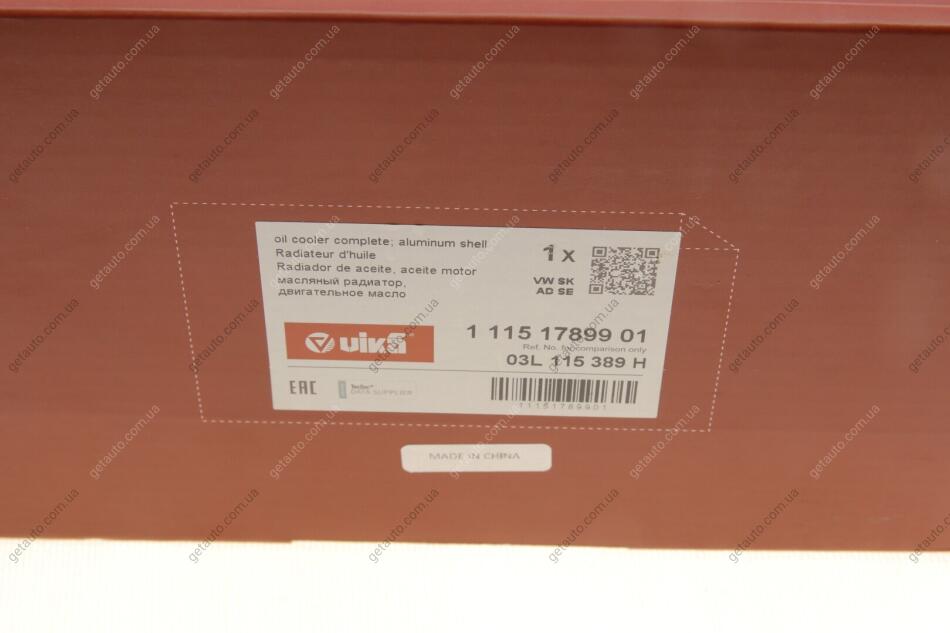 oil cooler complete; aluminum shell
Radiateur d'huile
Radiador de aceite, aceite motor
масляный радиатор,
двигательное масло
1 x
VW SK
AD SE
vika
1 115 17899 01
Ref. No. for comparison only
03L 115 389 H
EAC
TecDoc
DATA SUPPLIER
11151789901
MADE IN CHINA
getauto.com.ua